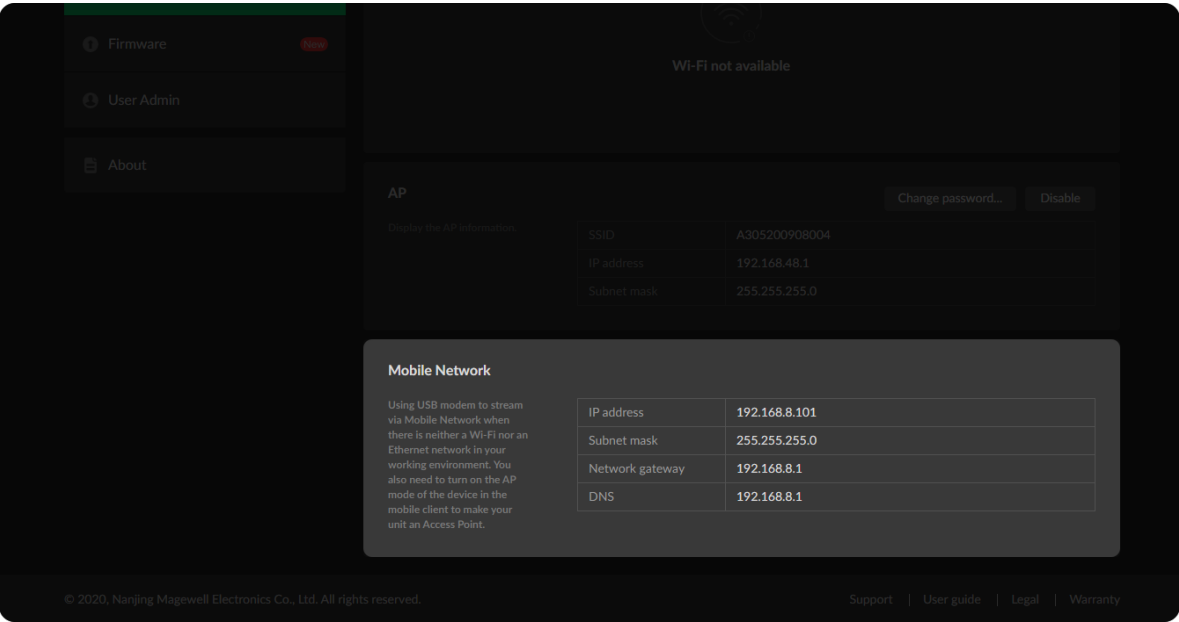 Firmware New
User Admin
About
Wi-Fi not available
AP
Change password... Disable
Display the AP information.
SSID A305200908004
IP address 192.168.48.1
Subnet mask 255.255.255.0
Mobile Network
Using USB modem to stream
via Mobile Network when
there is neither a Wi-Fi nor an
Ethernet network in your
working environment. You
also need to turn on the AP
mode of the device in the
mobile client to make your
unit an Access Point.
IP address 192.168.8.101
Subnet mask 255.255.255.0
Network gateway 192.168.8.1
DNS 192.168.8.1
© 2020, Nanjing Magewell Electronics Co., Ltd. All rights reserved.
Support | User guide | Legal | Warranty